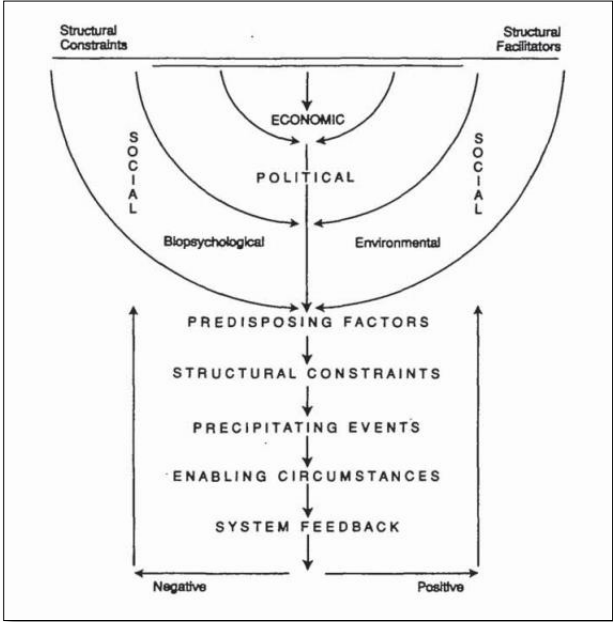 Structural
Constraints
Structural
Facilitators
ECONOMIC
SOCIAL
SOCIAL
POLITICAL
Biopsychological
Environmental
PREDISPOSING FACTORS
STRUCTURAL CONSTRAINTS
PRECIPITATING EVENTS
ENABLING CIRCUMSTANCES
SYSTEM FEEDBACK
Negative
Positive